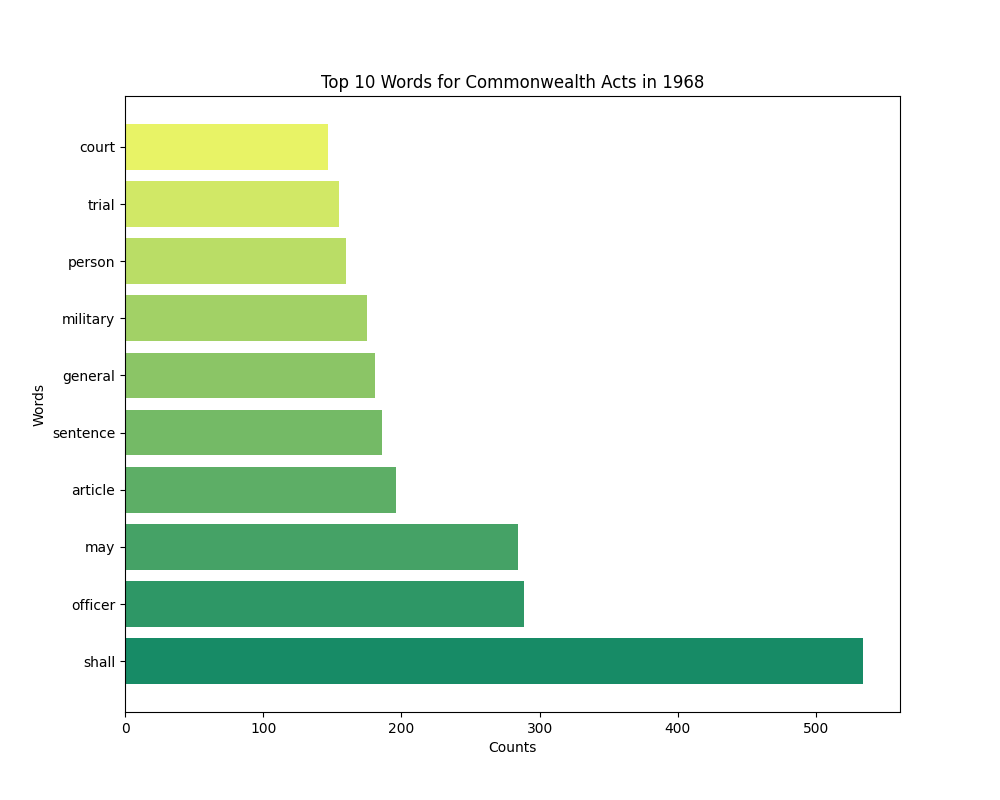 Top 10 Words for Commonwealth Acts in 1968
Words
court
trial
person
military
general
sentence
article
may
officer
shall
0 100 200 300 400 500
Counts